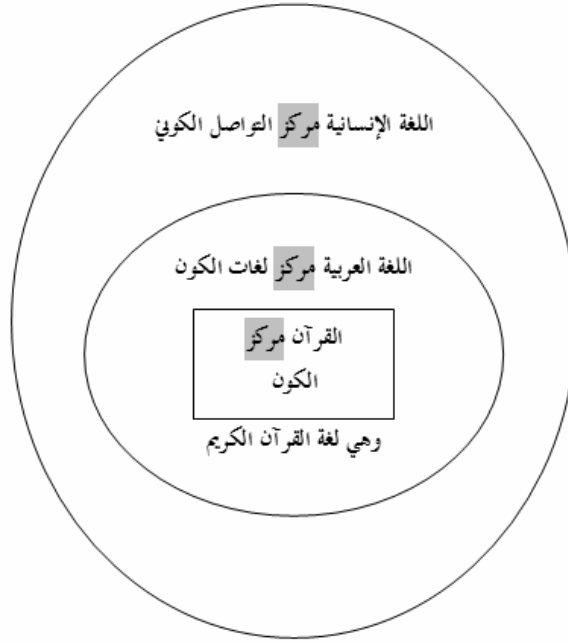 اللغة الإنسانية مركز التواصل الكوني
اللغة العربية مركز لغات الكون
القرآن مركز
الكون
وهي لغة القرآن الكريم